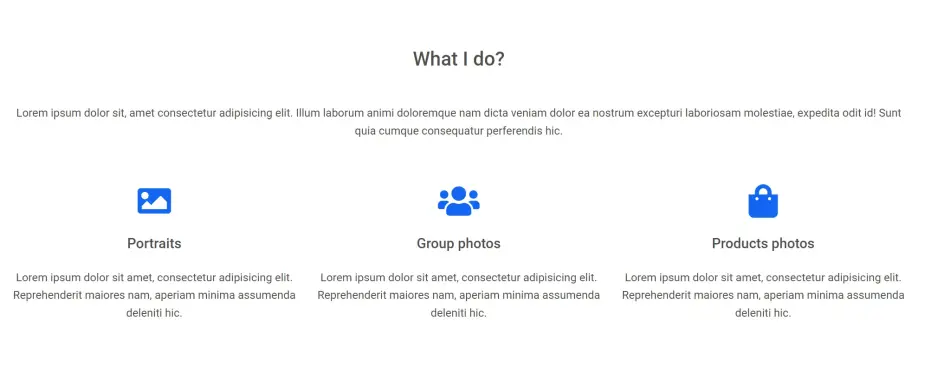 What I do?
Lorem ipsum dolor sit, amet consectetur adipisicing elit. Illum laborum animi doloremque nam dicta veniam dolor ea nostrum excepturi laboriosam molestiae, expedita odit id! Sunt
quia cumque consequatur perferendis hic.
Portraits
Lorem ipsum dolor sit amet, consectetur adipisicing elit.
Reprehenderit maiores nam, aperiam minima assumenda
deleniti hic.
Group photos
Lorem ipsum dolor sit amet, consectetur adipisicing elit.
Reprehenderit maiores nam, aperiam minima assumenda
deleniti hic.
Products photos
Lorem ipsum dolor sit amet, consectetur adipisicing elit.
Reprehenderit maiores nam, aperiam minima assumenda
deleniti hic.